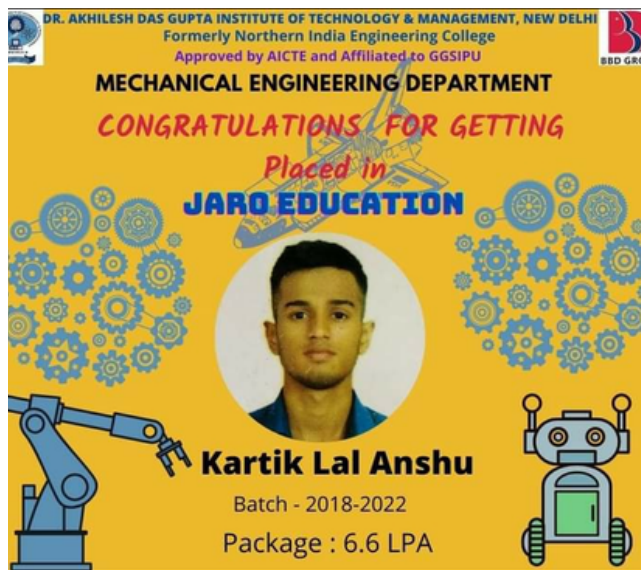 DR. AKHILESH DAS GUPTA INSTITUTE OF TECHNOLOGY & MANAGEMENT, NEW DELHI
Formerly Northern India Engineering College
Approved by AICTE and Affiliated to GGSIPU
BBD GRO
MECHANICAL ENGINEERING DEPARTMENT
CONGRATULATIONS FOR GETTING
Placed in
JARO EDUCATION
Kartik Lal Anshu
Batch - 2018-2022
Package : 6.6 LPA